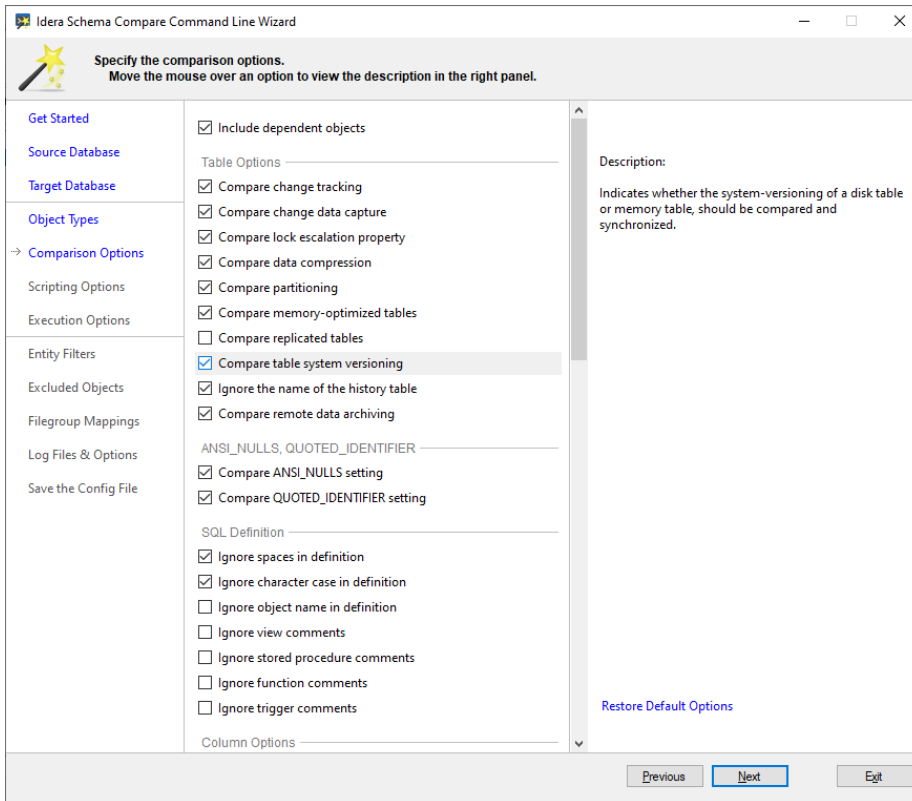 Idera Schema Compare Command Line Wizard
Specify the comparison options.
Move the mouse over an option to view the description in the right panel.
Get Started
Source Database
Target Database
Object Types
Comparison Options
Scripting Options
Execution Options
Entity Filters
Excluded Objects
Filegroup Mappings
Log Files & Options
Save the Config File
Include dependent objects
Table Options
Compare change tracking
Compare change data capture
Compare lock escalation property
Compare data compression
Compare partitioning
Compare memory-optimized tables
Compare replicated tables
Compare table system versioning
Ignore the name of the history table
Compare remote data archiving
ANSI_NULLS, QUOTED_IDENTIFIER
Compare ANSI_NULLS setting
Compare QUOTED_IDENTIFIER setting
SQL Definition
Ignore spaces in definition
Ignore character case in definition
Ignore object name in definition
Ignore view comments
Ignore stored procedure comments
Ignore function comments
Ignore trigger comments
Column Options
Description:
Indicates whether the system-versioning of a disk table
or memory table, should be compared and
synchronized.
Restore Default Options
Previous
Next
Exit